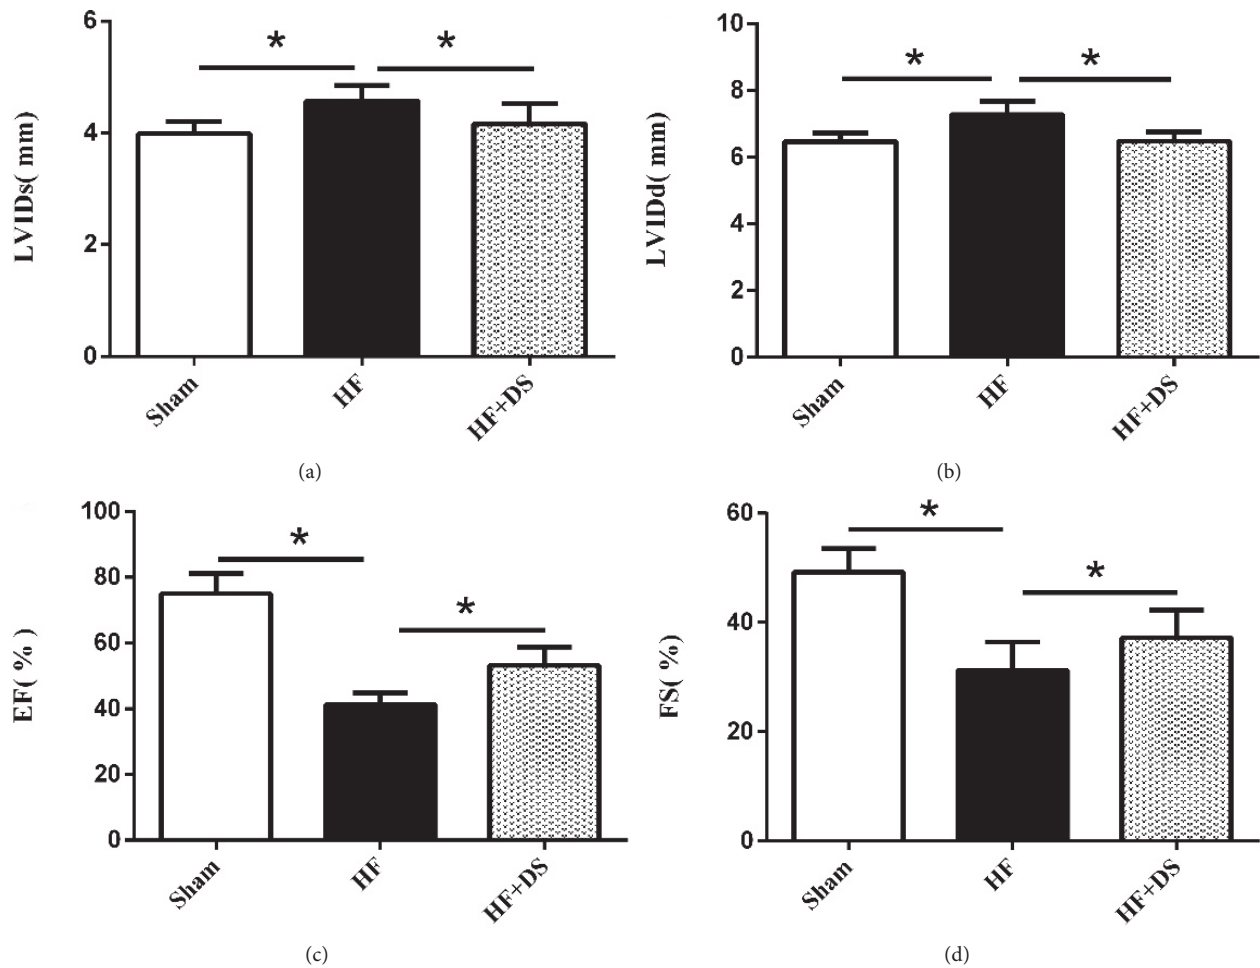 LVIDs( mm)
6
4
2
0
*
*
Sham
HF
HF+DS
(a)
LVIDd( mm)
10
8
6
4
2
0
*
*
Sham
HF
HF+DS
(b)
EF( % )
100
80
60
40
20
0
*
*
Sham
HF
HF+DS
(c)
FS( %)
60
40
20
0
*
*
Sham
HF
HF+DS
(d)